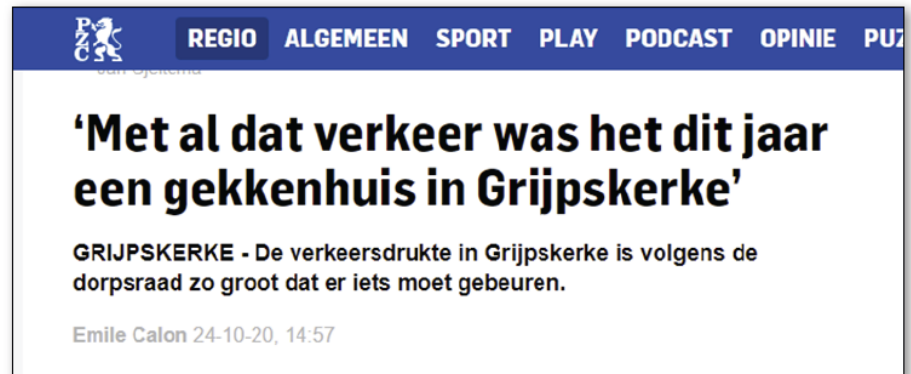 PZC REGIO ALGEMEEN SPORT PLAY PODCAST OPINIE
‘Met al dat verkeer was het dit jaar
een gekkenhuis in Grijpskerke’
GRIJPSKERKE - De verkeersdrukte in Grijpskerke is volgens de
dorpsraad zo groot dat er iets moet gebeuren.
Emile Calon 24-10-20, 14:57